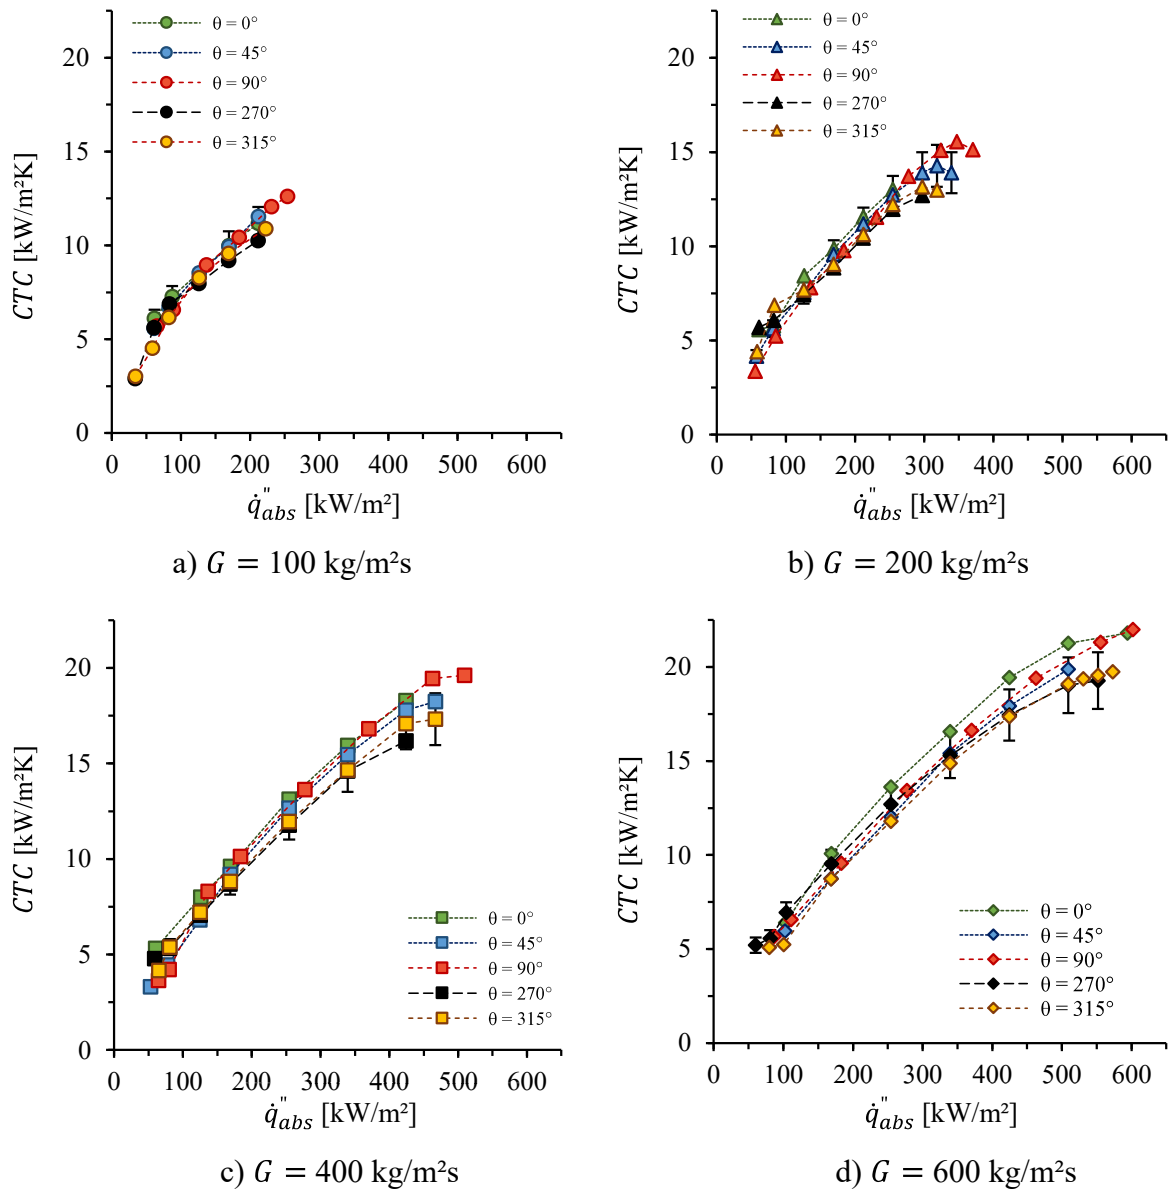 θ = 0°
θ = 45°
θ = 90°
θ = 270°
θ = 315°
CTC [kW/m²K]
20
15
10
5
0
0 100 200 300 400 500 600
q̇"abs [kW/m²]
a) G = 100 kg/m²s
θ = 0°
θ = 45°
θ = 90°
θ = 270°
θ = 315°
CTC [kW/m²K]
20
15
10
5
0
0 100 200 300 400 500 600
q̇"abs [kW/m²]
b) G = 200 kg/m²s
CTC [kW/m²K]
20
15
10
5
0
θ = 0°
θ = 45°
θ = 90°
θ = 270°
θ = 315°
0 100 200 300 400 500 600
q̇"abs [kW/m²]
c) G = 400 kg/m²s
CTC [kW/m²K]
20
15
10
5
0
θ = 0°
θ = 45°
θ = 90°
θ = 270°
θ = 315°
0 100 200 300 400 500 600
q̇"abs [kW/m²]
d) G = 600 kg/m²s